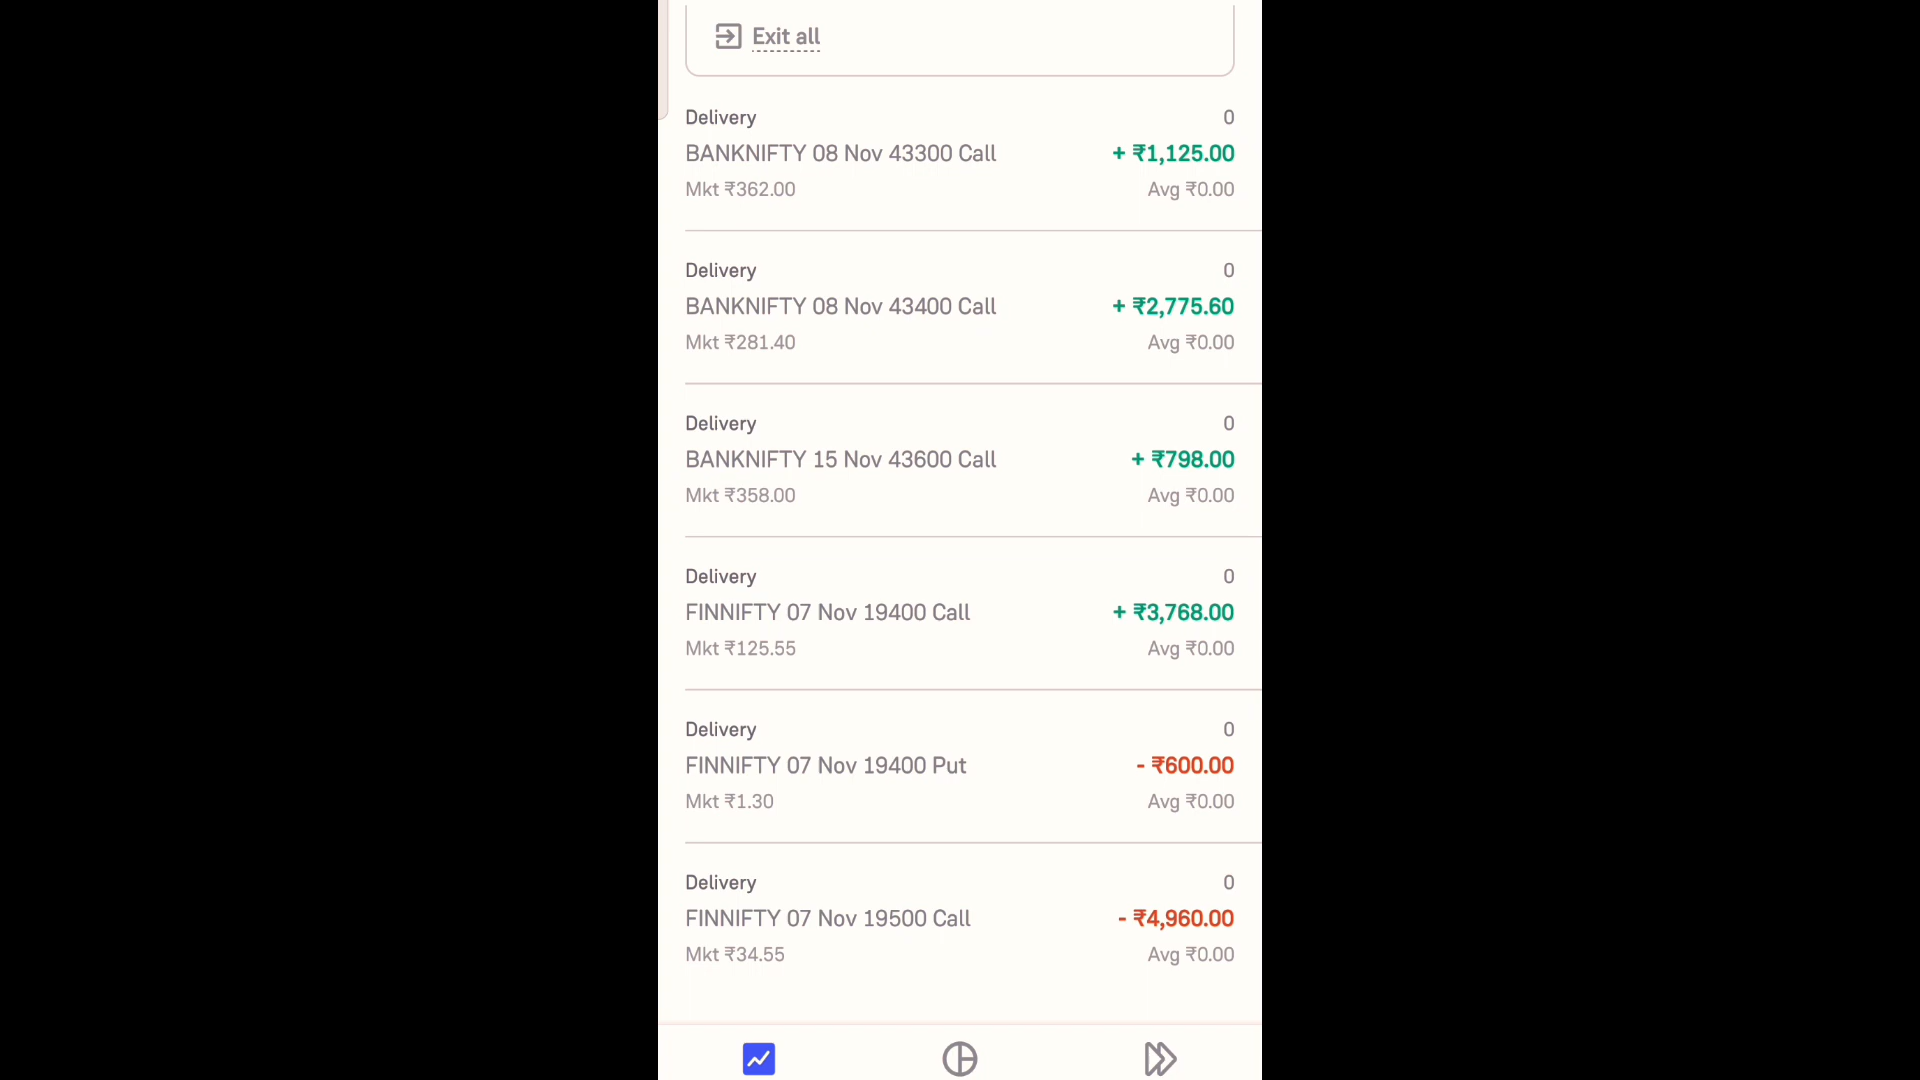 Exit all
Delivery 0
BANKNIFTY 08 Nov 43300 Call + ₹1,125.00
Mkt ₹362.00 Avg ₹0.00
Delivery 0
BANKNIFTY 08 Nov 43400 Call + ₹2,775.60
Mkt ₹281.40 Avg ₹0.00
Delivery 0
BANKNIFTY 15 Nov 43600 Call + ₹798.00
Mkt ₹358.00 Avg ₹0.00
Delivery 0
FINNIFTY 07 Nov 19400 Call + ₹3,768.00
Mkt ₹125.55 Avg ₹0.00
Delivery 0
FINNIFTY 07 Nov 19400 Put - ₹600.00
Mkt ₹1.30 Avg ₹0.00
Delivery 0
FINNIFTY 07 Nov 19500 Call - ₹4,960.00
Mkt ₹34.55 Avg ₹0.00